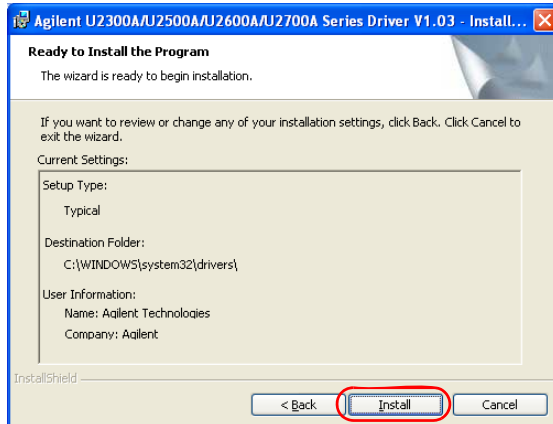 Agilent U2300A/U2500A/U2600A/U2700A Series Driver V1.03 - Install...
Ready to Install the Program
The wizard is ready to begin installation.
If you want to review or change any of your installation settings, click Back. Click Cancel to
exit the wizard.
Current Settings:
Setup Type:
Typical
Destination Folder:
C:\WINDOWS\system32\drivers\
User Information:
Name: Agilent Technologies
Company: Agilent
InstallShield
< Back
Install
Cancel